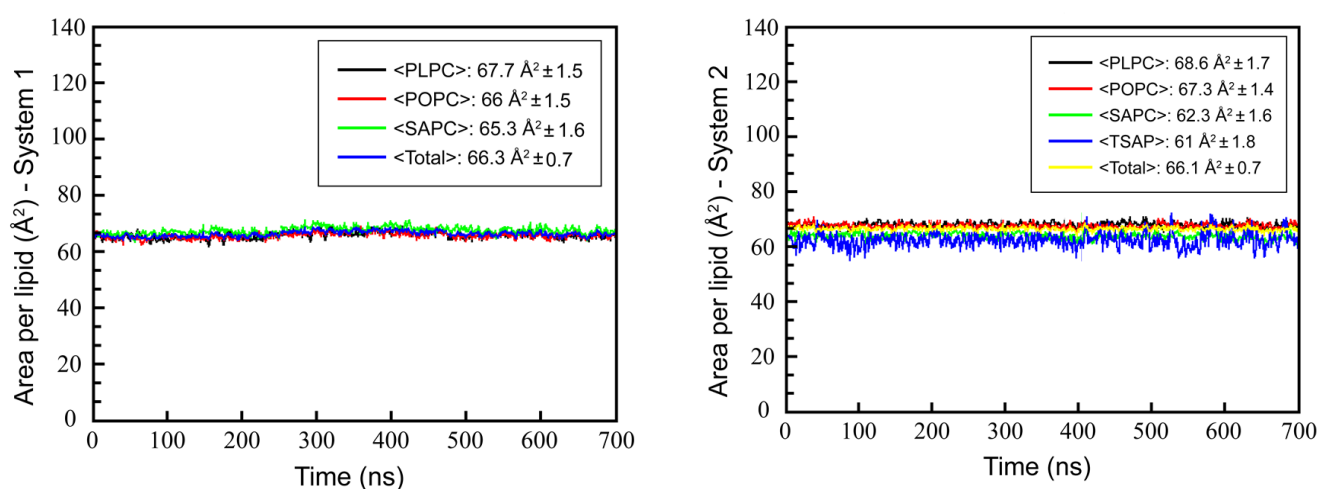 Area per lipid (Å²) - System 1
140
120
100
80
60
40
20
0
<PLPC>: 67.7 Å² ± 1.5
<POPC>: 66 Å² ± 1.5
<SAPC>: 65.3 Å² ± 1.6
<Total>: 66.3 Å² ± 0.7
0 100 200 300 400 500 600 700
Time (ns)
Area per lipid (Å²) - System 2
140
120
100
80
60
40
20
0
<PLPC>: 68.6 Å² ± 1.7
<POPC>: 67.3 Å² ± 1.4
<SAPC>: 62.3 Å² ± 1.6
<TSAP>: 61 Å² ± 1.8
<Total>: 66.1 Å² ± 0.7
0 100 200 300 400 500 600 700
Time (ns)